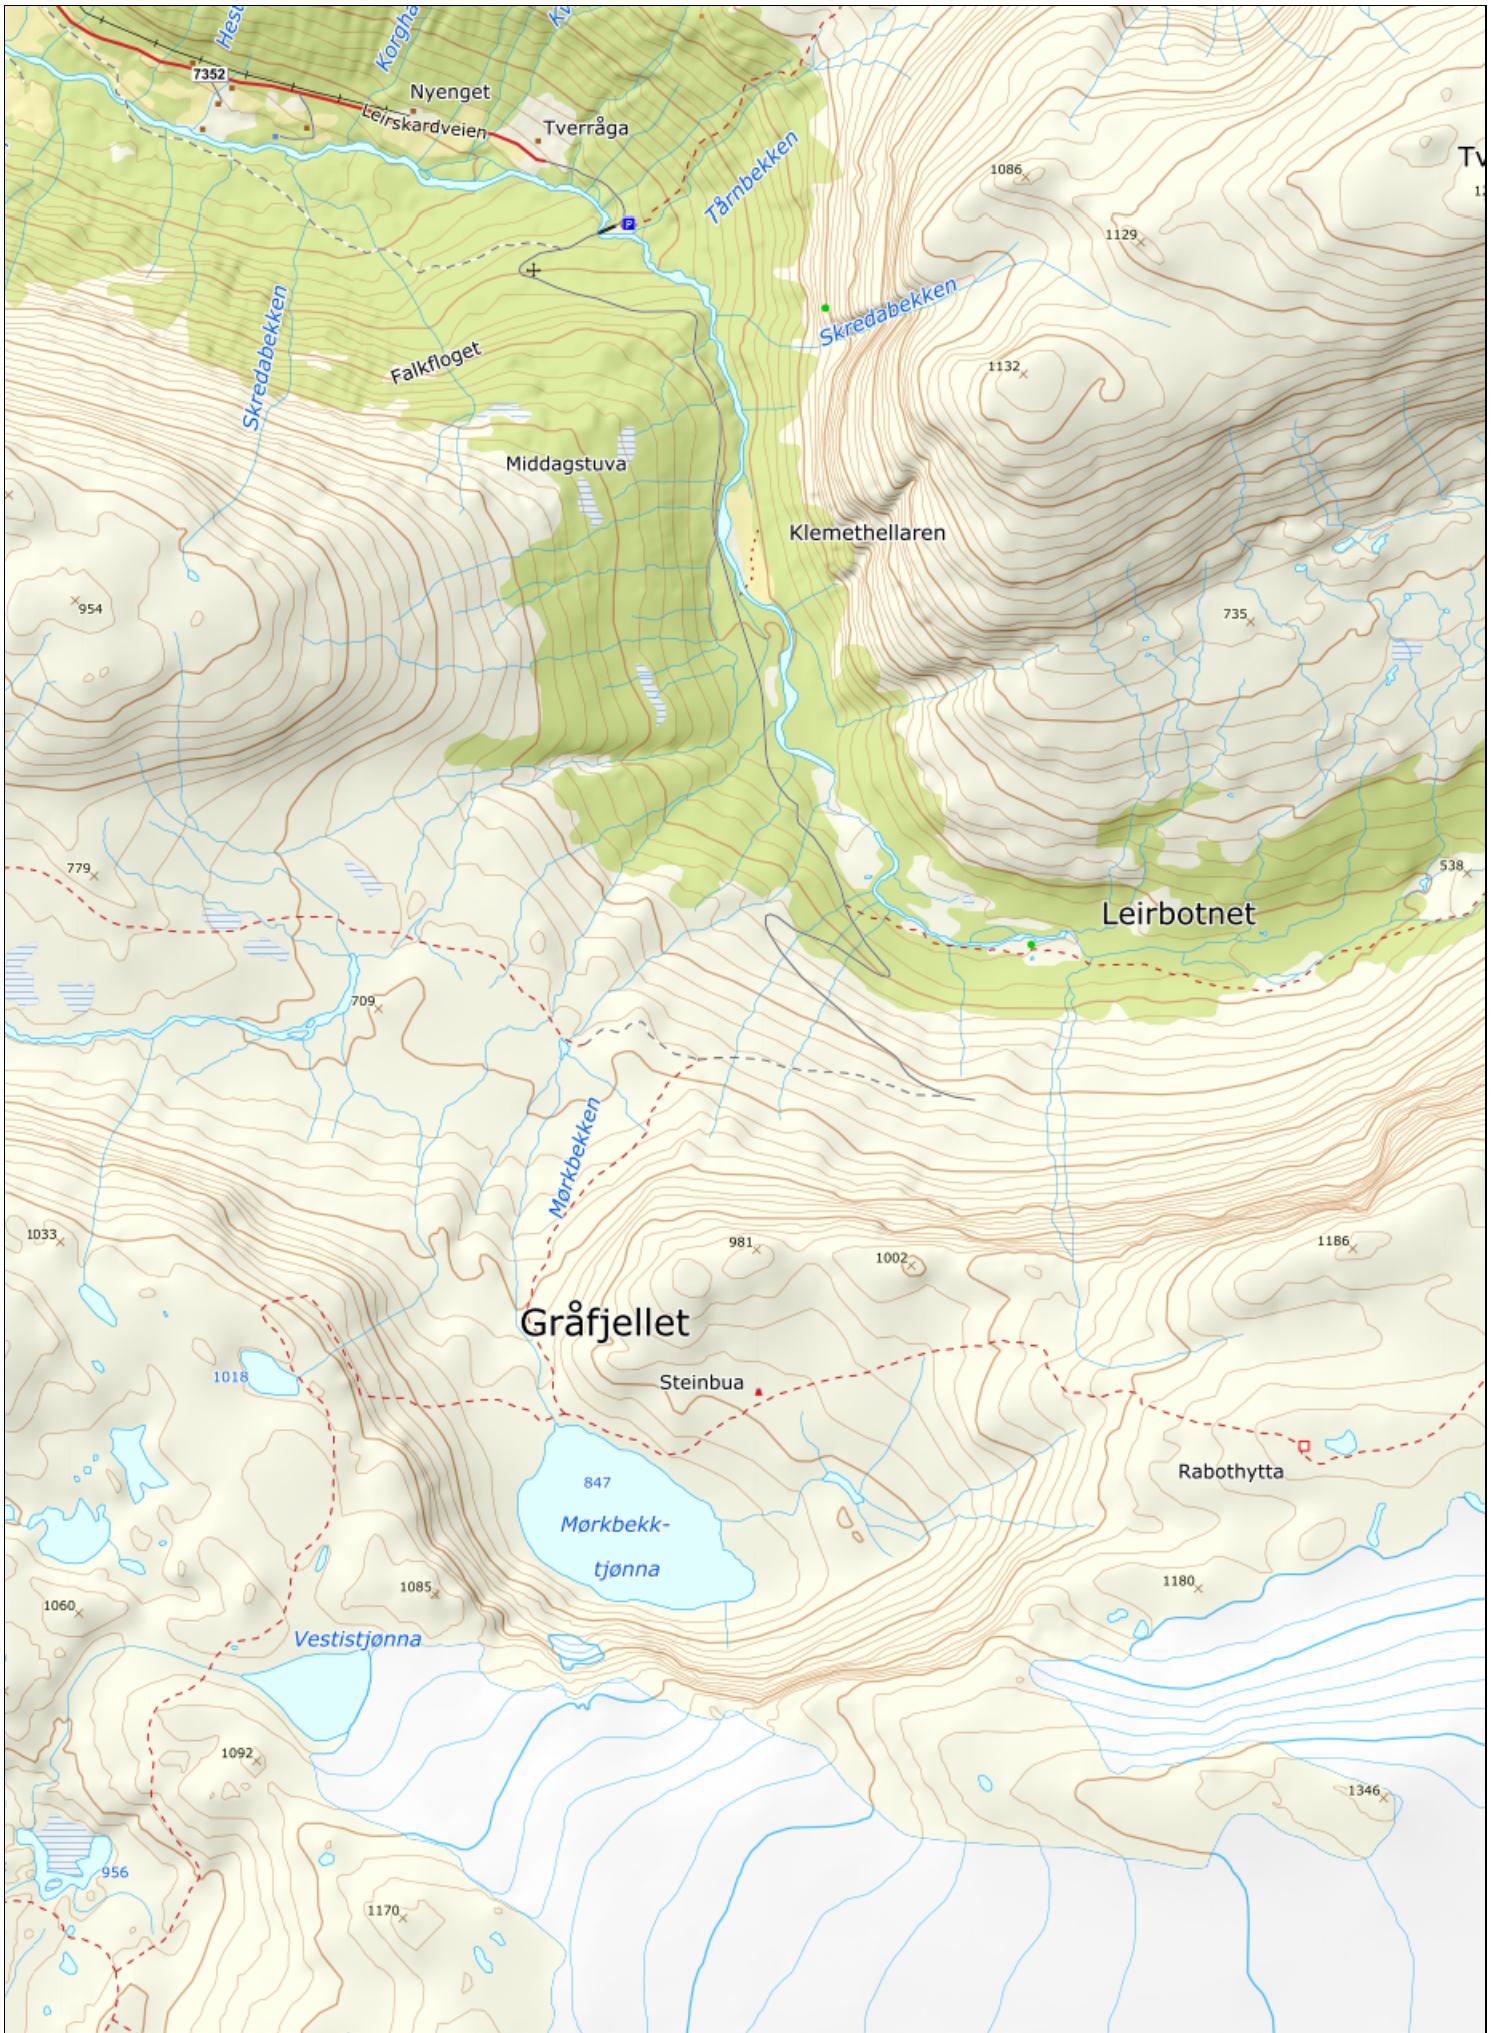 7352
Nyenget
Leirskardveien
Tverråga
Tårnbekken
1086
1129
Skredabekken
Skredabekken
Falkfloget
1132
Middagstuva
Klemethellaren
954
735
779
538
Leirbotnet
709
Mørkbekken
1033
981
1002
1186
Gråfjellet
1018
Steinbua
Rabothytta
847
Mørkbekk-
tjønna
1085
1180
1060
Vestistjønna
1092
1346
956
1170